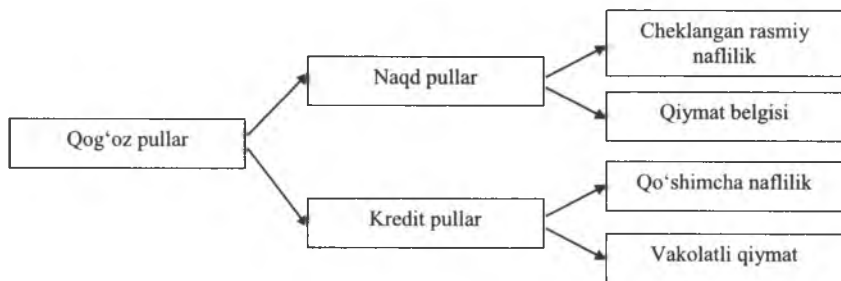 Cheklangan rasmiy
naflilik
Naqd pullar
Qiymat belgisi
Qog‘oz pullar
Qo‘shimcha naflilik
Kredit pullar
Vakolatli qiymat